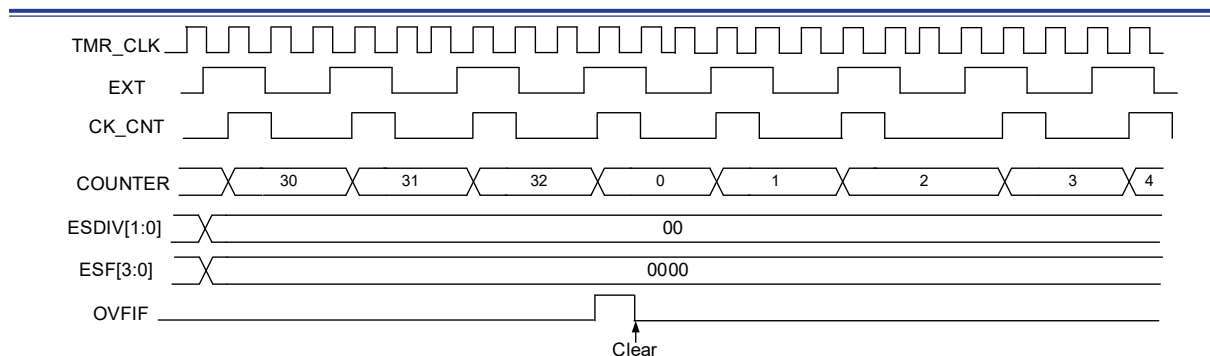 TMR_CLK
EXT
CK_CNT
COUNTER 30 31 32 0 1 2 3 4
ESDIV[1:0] 00
ESF[3:0] 0000
OVFIF
Clear